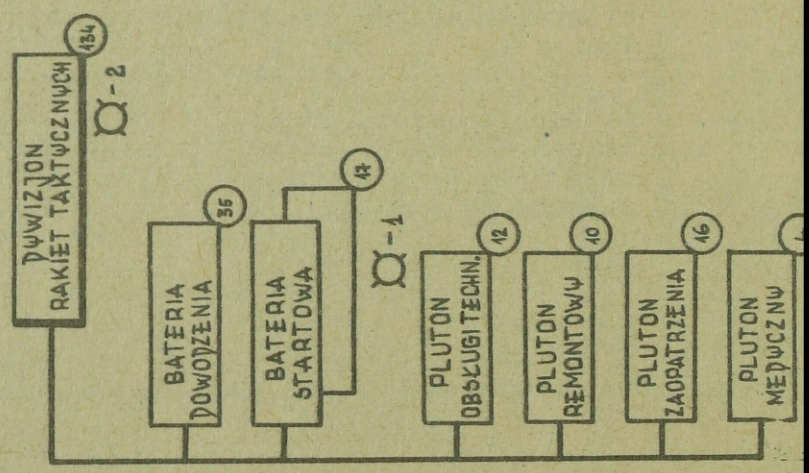 DYWIZJON
RAKIET TAKTYCZNYCH
134
¤-2
BATERIA
DOWODZENIA
35
BATERIA
STARTOWA
17
¤-1
PLUTON
OBSŁUGI TECHN.
12
PLUTON
REMONTOWY
10
PLUTON
ZAOPATRZENIA
16
PLUTON
MEDYCZNY